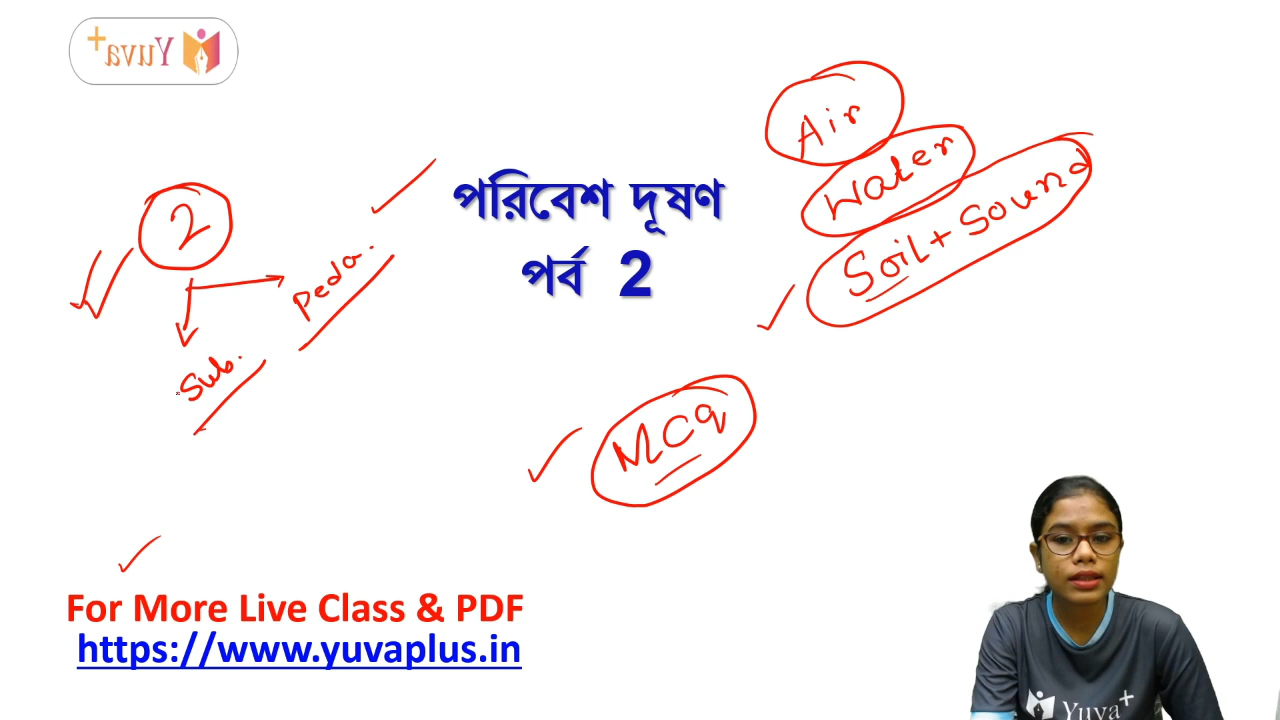 Yuva+
Air
Water
Soil + Sound
পরিবেশ দূষণ
পর্ব 2
2
Peda.
Sub.
MCQ
For More Live Class & PDF
https://www.yuvaplus.in
Yuva+